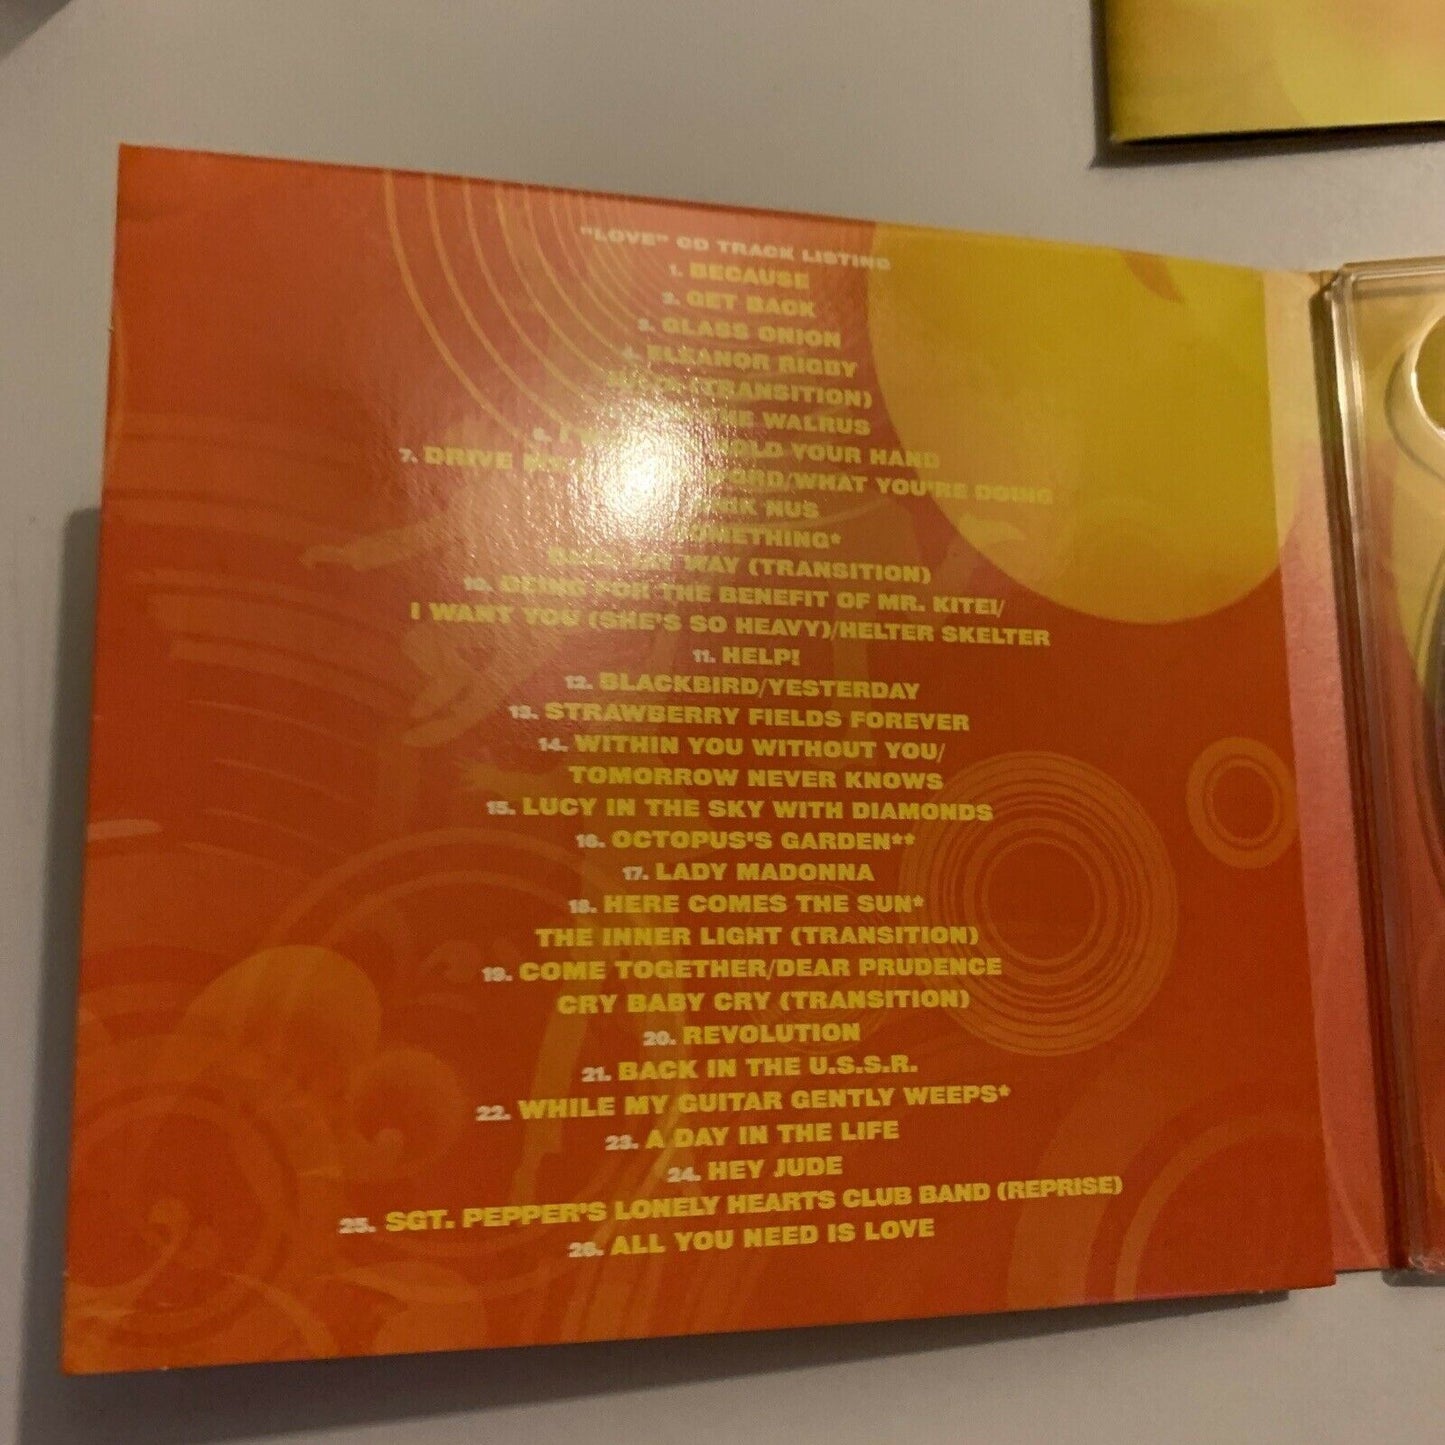 "LOVE" CD TRACK LISTING
1. BECAUSE
2. GET BACK
3. GLASS ONION
4. ELEANOR RIGBY
(TRANSITION)
THE WALRUS
6. I HOLD YOUR HAND
7. DRIVE WORD/WHAT YOU'RE DOING
NUS
SOMETHING*
WAY (TRANSITION)
10. BEING FOR THE BENEFIT OF MR. KITE!/
I WANT YOU (SHE'S SO HEAVY)/HELTER SKELTER
11. HELP!
12. BLACKBIRD/YESTERDAY
13. STRAWBERRY FIELDS FOREVER
14. WITHIN YOU WITHOUT YOU/
TOMORROW NEVER KNOWS
15. LUCY IN THE SKY WITH DIAMONDS
16. OCTOPUS'S GARDEN**
17. LADY MADONNA
18. HERE COMES THE SUN*
THE INNER LIGHT (TRANSITION)
19. COME TOGETHER/DEAR PRUDENCE
CRY BABY CRY (TRANSITION)
20. REVOLUTION
21. BACK IN THE U.S.S.R.
22. WHILE MY GUITAR GENTLY WEEPS*
23. A DAY IN THE LIFE
24. HEY JUDE
25. SGT. PEPPER'S LONELY HEARTS CLUB BAND (REPRISE)
26. ALL YOU NEED IS LOVE